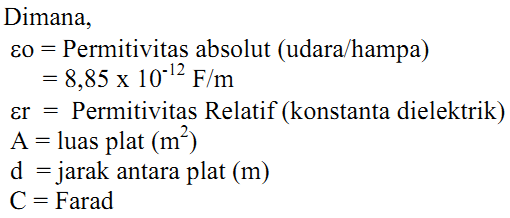 Dimana,
εo = Permitivitas absolut (udara/hampa)
= 8,85 x 10⁻¹² F/m
εr = Permitivitas Relatif (konstanta dielektrik)
A = luas plat (m²)
d = jarak antara plat (m)
C = Farad